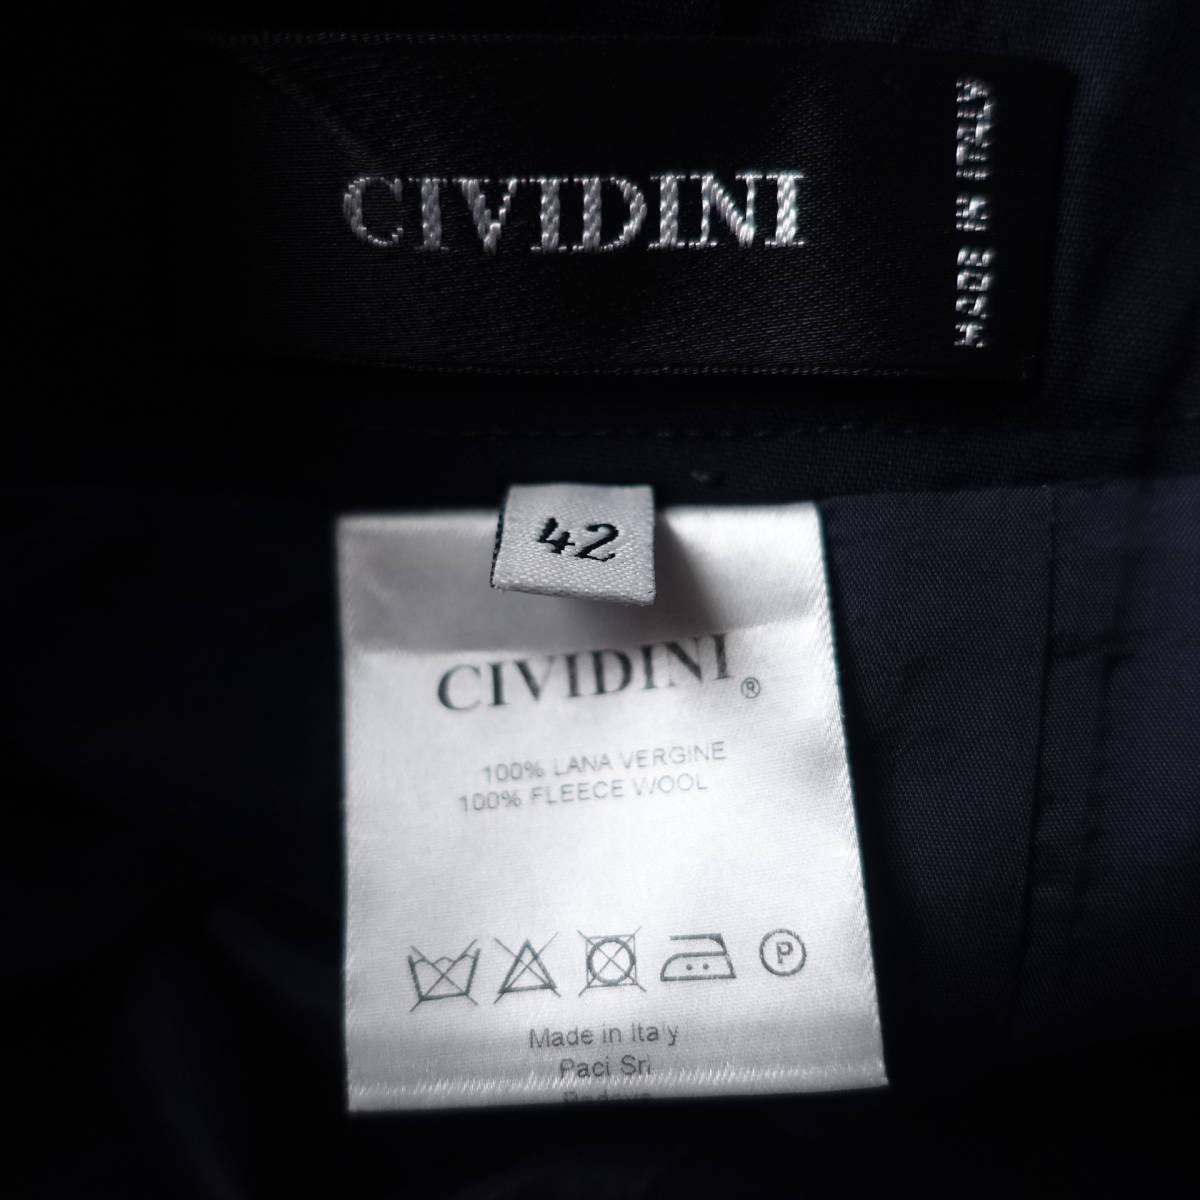 CIVIDINI
MADE IN ITALY
42
CIVIDINI ®
100% LANA VERGINE
100% FLEECE WOOL
P
Made in Italy
Paci Srl